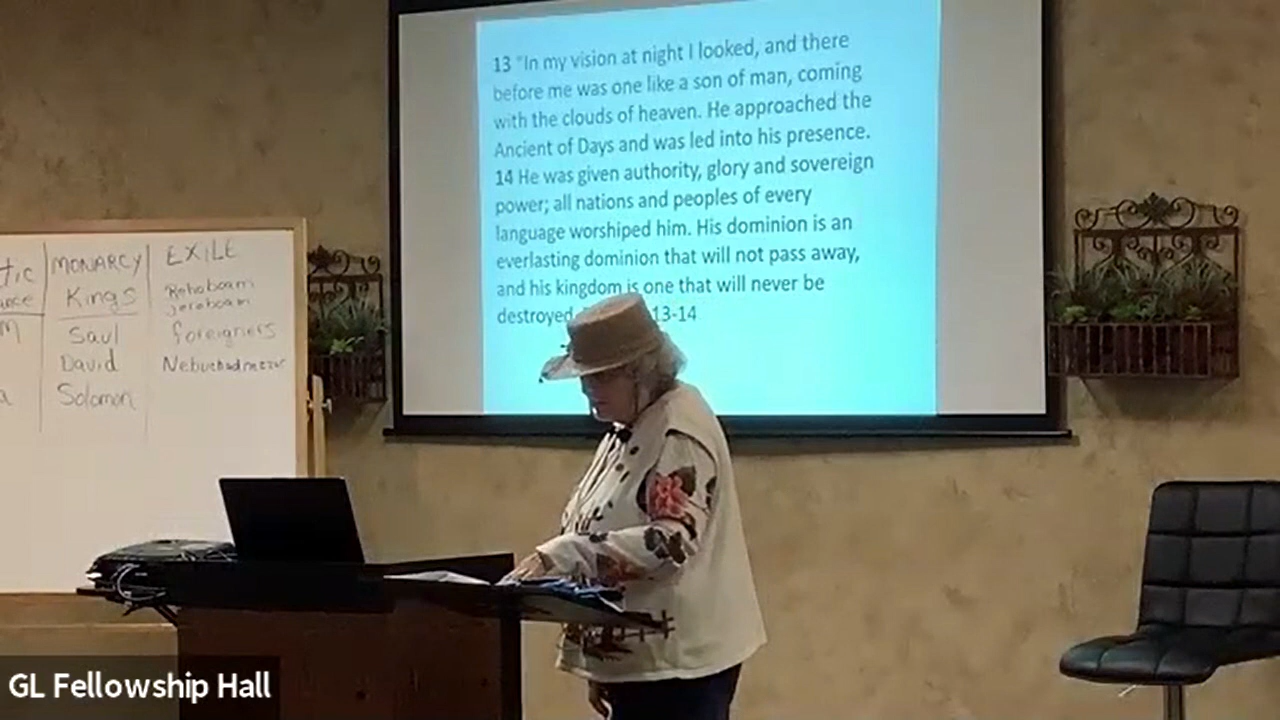 13 "In my vision at night I looked, and there
before me was one like a son of man, coming
with the clouds of heaven. He approached the
Ancient of Days and was led into his presence.
14 He was given authority, glory and sovereign
power; all nations and peoples of every
language worshiped him. His dominion is an
everlasting dominion that will not pass away,
and his kingdom is one that will never be
destroyed 13-14
tic MONARCY EXILE
ance Kings Rehoboam
Jeroboam
M Saul foreigners
David Nebuchadnezzar
a Solomon
GL Fellowship Hall